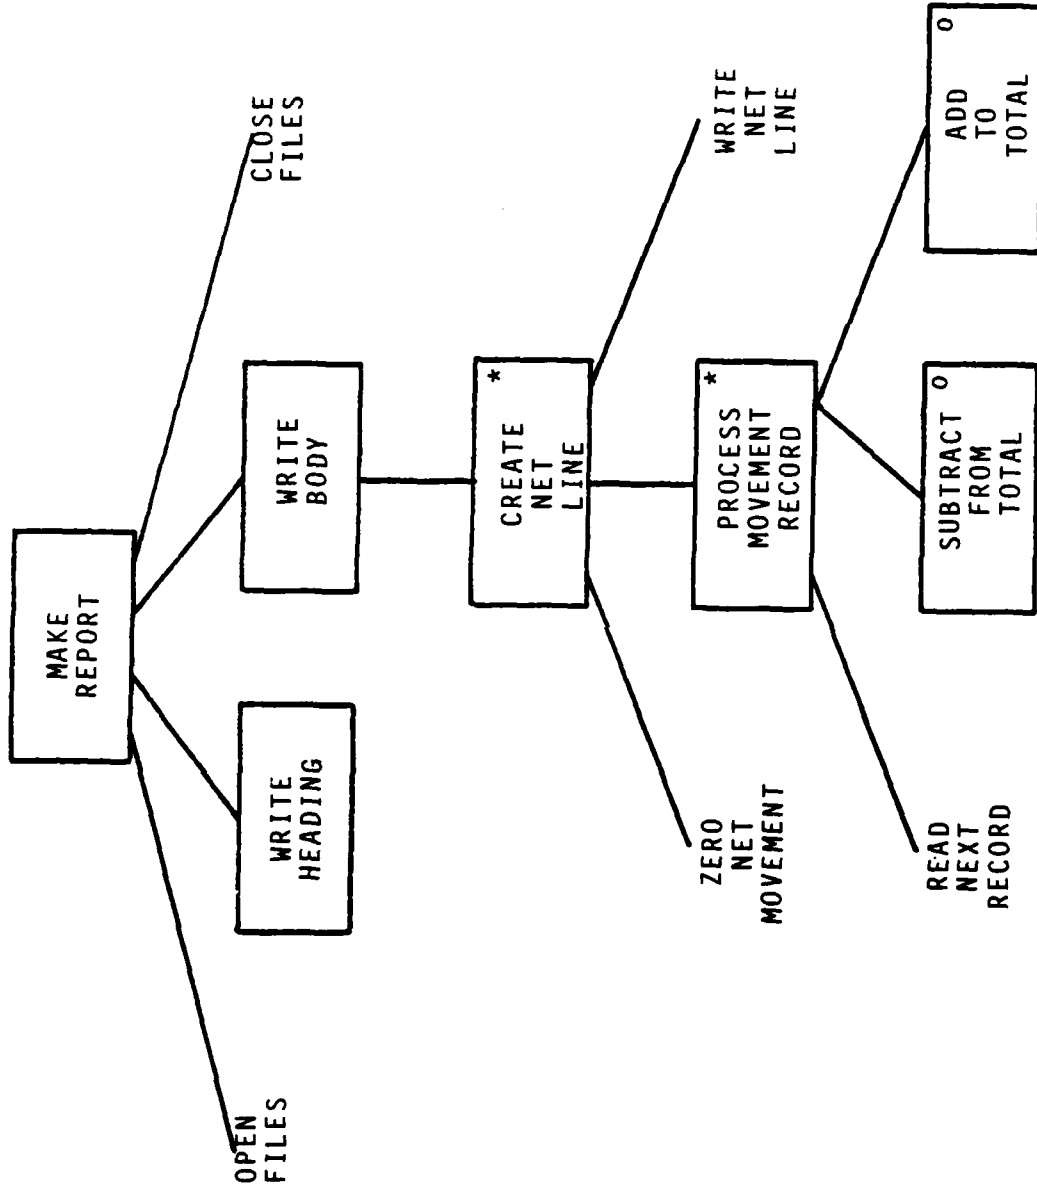 MAKE
REPORT
OPEN
FILES
WRITE
HEADING
WRITE
BODY
CLOSE
FILES
CREATE
NET
LINE
*
ZERO
NET
MOVEMENT
PROCESS
MOVEMENT
RECORD
*
WRITE
NET
LINE
READ
NEXT
RECORD
SUBTRACT
FROM
TOTAL
O
ADD
TO
TOTAL
O